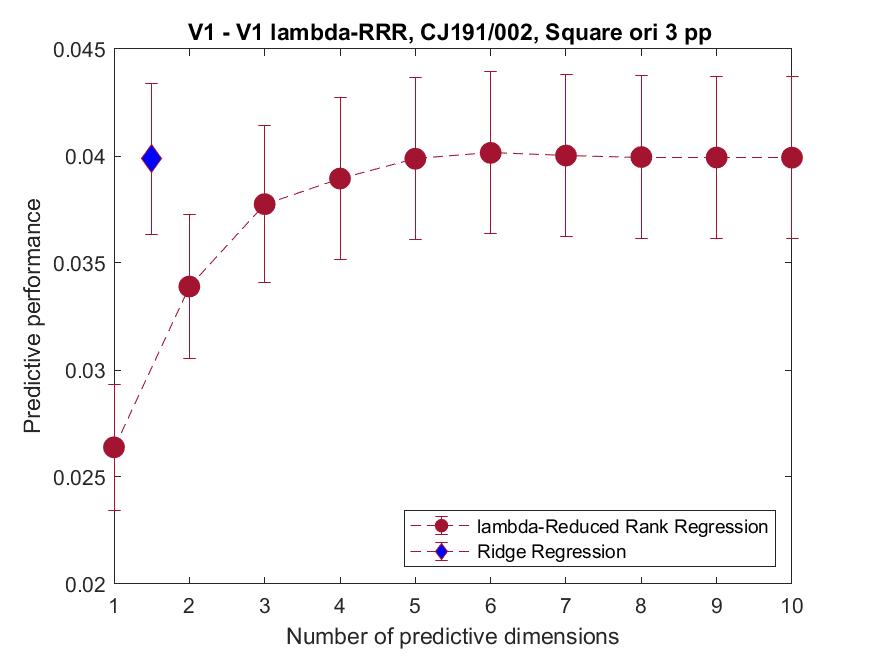 V1 - V1 lambda-RRR, CJ191/002, Square ori 3 pp
Predictive performance
0.045
0.04
0.035
0.03
0.025
0.02
lambda-Reduced Rank Regression
Ridge Regression
1 2 3 4 5 6 7 8 9 10
Number of predictive dimensions